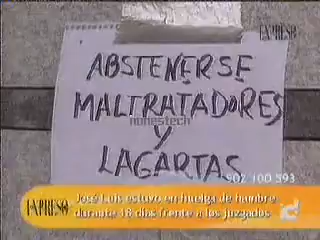 EXPRESO
ABSTENERSE
MALTRATADORES
nohestech
Y
LAGARTAS
902 100 593
EXPRESO
José Luis estuvo en huelga de hambre
durante 18 días frente a los juzgados